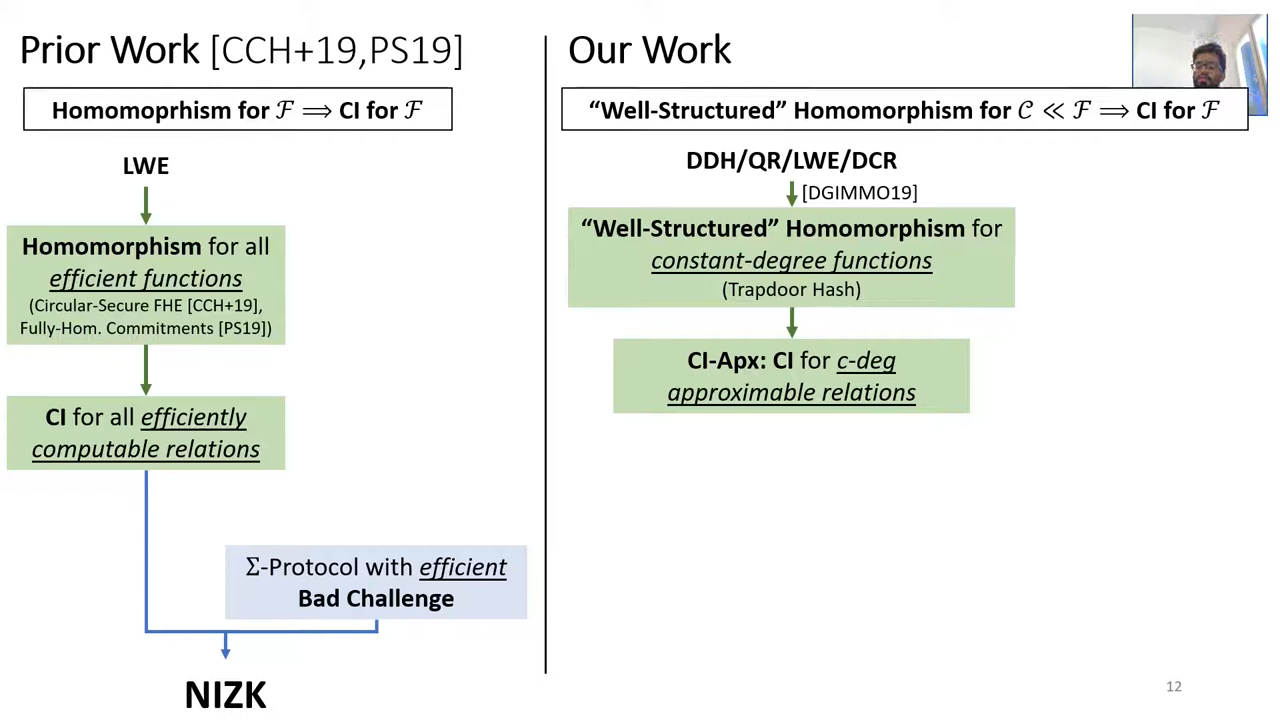 Prior Work [CCH+19,PS19]
Homomoprhism for ℱ ⟹ CI for ℱ
LWE
Homomorphism for all
efficient functions
(Circular-Secure FHE [CCH+19],
Fully-Hom. Commitments [PS19])
CI for all efficiently
computable relations
Σ-Protocol with efficient
Bad Challenge
NIZK
Our Work
“Well-Structured” Homomorphism for 𝒞 ≪ ℱ ⟹ CI for ℱ
DDH/QR/LWE/DCR
[DGIMMO19]
“Well-Structured” Homomorphism for
constant-degree functions
(Trapdoor Hash)
CI-Apx: CI for c-deg
approximable relations
12